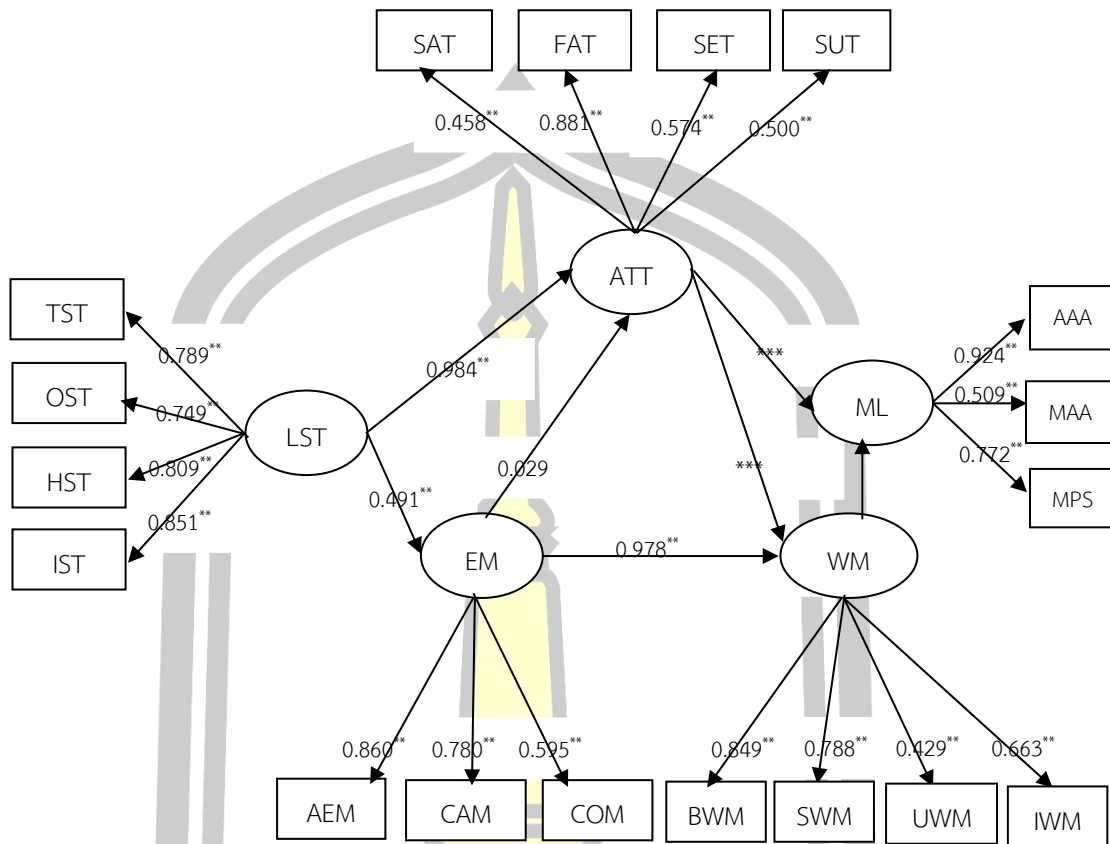 SAT FAT SET SUT
0.458** 0.881** 0.574** 0.500**
ATT
TST
AAA
0.789**
0.984**
***
0.924**
OST
0.749**
LST
ML
0.509**
MAA
HST
0.809**
0.029
***
0.772**
0.491**
MPS
0.851**
IST
EM
0.978**
WM
0.860** 0.780** 0.595** 0.849** 0.788** 0.429** 0.663**
AEM CAM COM BWM SWM UWM IWM